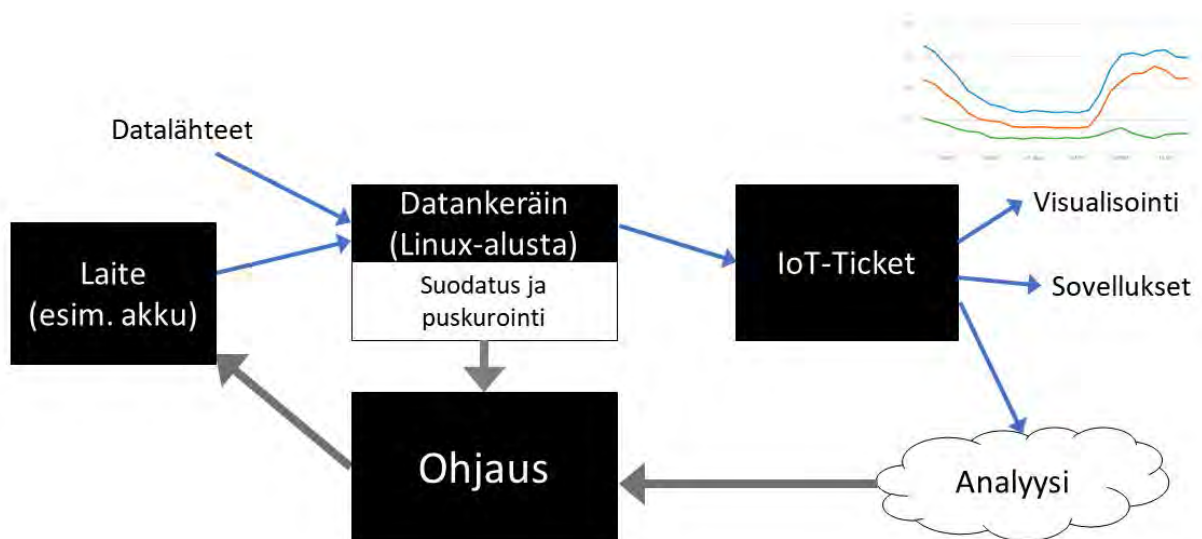 Datalähteet
Laite
(esim. akku)
Datankeräin
(Linux-alusta)
Suodatus ja
puskurointi
IoT-Ticket
Visualisointi
Sovellukset
Ohjaus
Analyysi